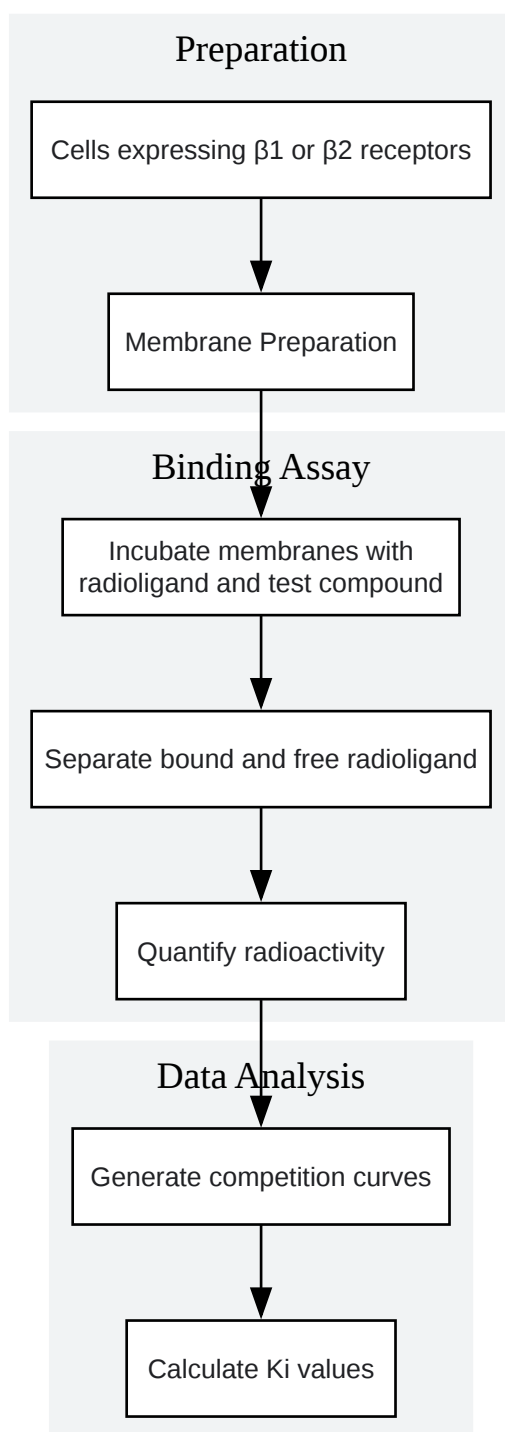 Preparation
Cells expressing β1 or β2 receptors
Membrane Preparation
Binding Assay
Incubate membranes with
radioligand and test compound
Separate bound and free radioligand
Quantify radioactivity
Data Analysis
Generate competition curves
Calculate Ki values